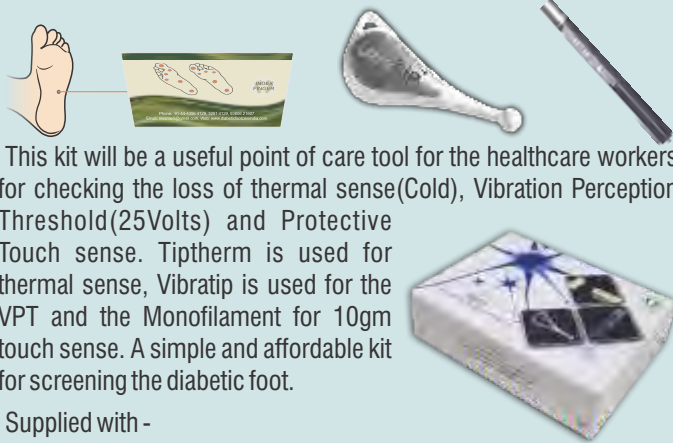 INDEX
FINGER
This kit will be a useful point of care tool for the healthcare workers
for checking the loss of thermal sense(Cold), Vibration Perception
Threshold(25Volts) and Protective
Touch sense. Tiptherm is used for
thermal sense, Vibratip is used for the
VPT and the Monofilament for 10gm
touch sense. A simple and affordable kit
for screening the diabetic foot.
Supplied with -